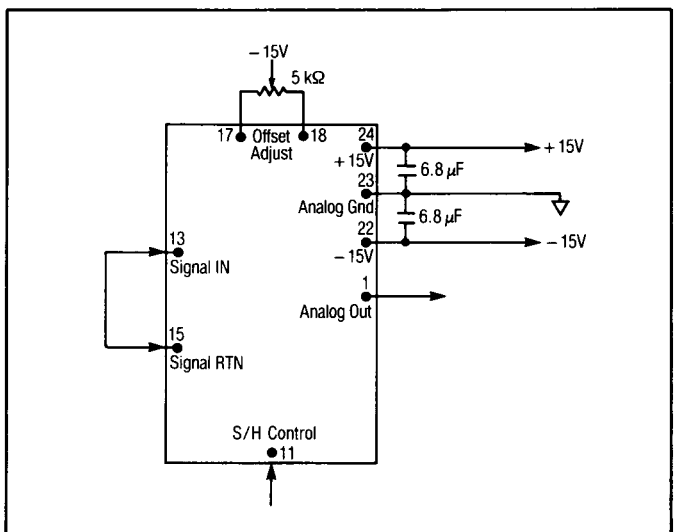 – 15V
5 kΩ
17 Offset Adjust 18
24
+ 15V
+ 15V
6.8 µF
23
Analog Gnd
6.8 µF
22
– 15V
– 15V
13
Signal IN
1
Analog Out
15
Signal RTN
S/H Control
11